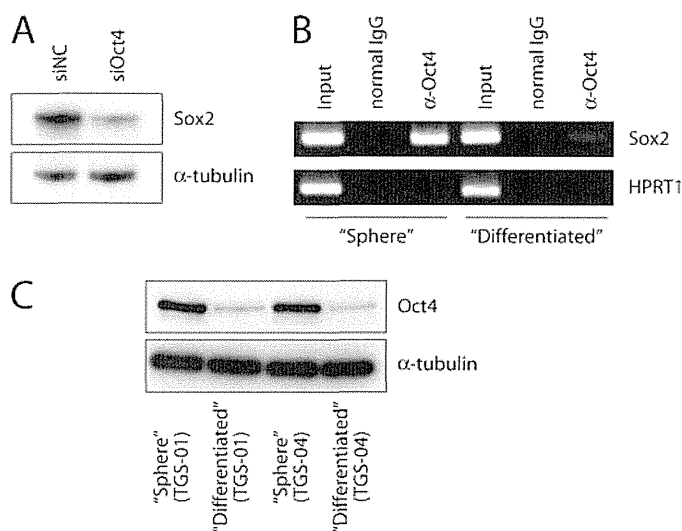 A
siNC
siOct4
Sox2
α-tubulin
B
Input
normal IgG
α-Oct4
Input
normal IgG
α-Oct4
Sox2
HPRT1
"Sphere"
"Differentiated"
C
Oct4
α-tubulin
"Sphere"
(TGS-01)
"Differentiated"
(TGS-01)
"Sphere"
(TGS-04)
"Differentiated"
(TGS-04)